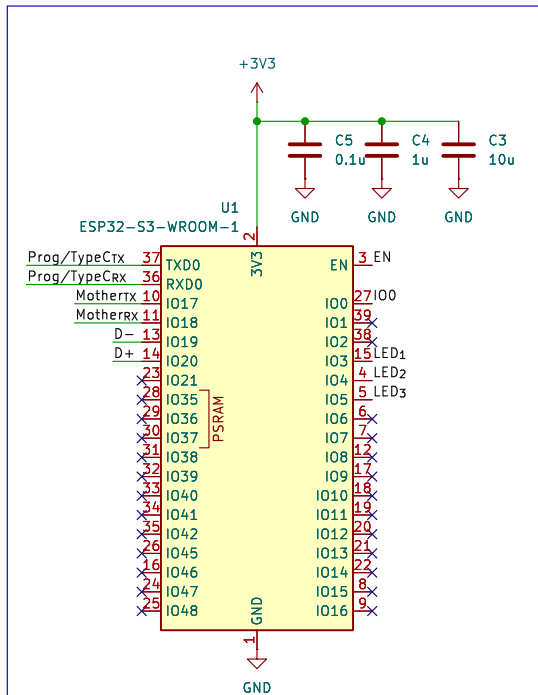 +3V3
C5 0.1u
C4 1u
C3 10u
GND GND GND
U1
ESP32-S3-WROOM-1
2
3V3
Prog/TypeCTx 37 TXD0
Prog/TypeCRx 36 RXD0
MotherTx 10 IO17
MotherRx 11 IO18
D- 13 IO19
D+ 14 IO20
23 IO21
28 IO35
29 IO36
30 IO37
31 IO38
32 IO39
33 IO40
34 IO41
35 IO42
26 IO45
16 IO46
24 IO47
25 IO48
PSRAM
EN 3 EN
IO0 27 IO0
IO1 39
IO2 38
IO3 15 LED1
IO4 4 LED2
IO5 5 LED3
IO6 6
IO7 7
IO8 12
IO9 17
IO10 18
IO11 19
IO12 20
IO13 21
IO14 22
IO15 8
IO16 9
GND
1
GND